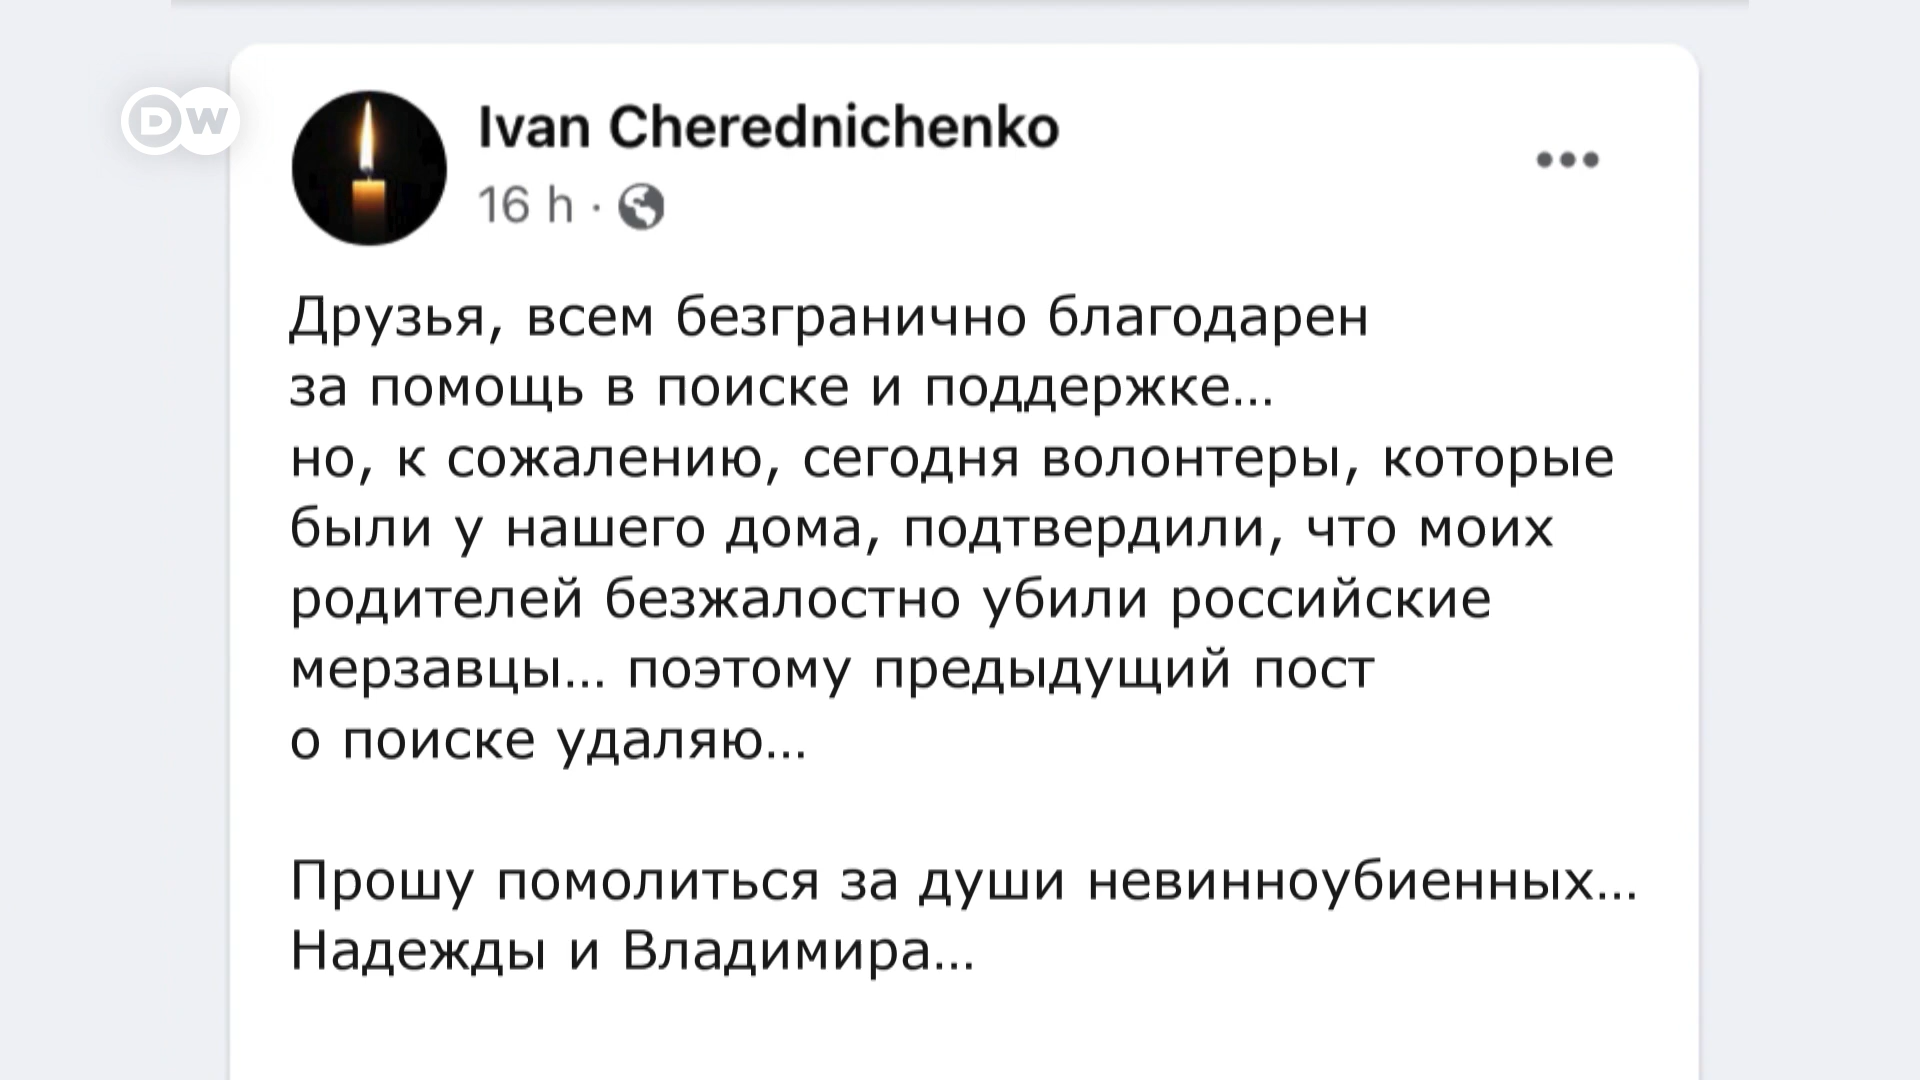 DW
Ivan Cherednichenko
16 h ·
Друзья, всем безгранично благодарен
за помощь в поиске и поддержке...
но, к сожалению, сегодня волонтеры, которые
были у нашего дома, подтвердили, что моих
родителей безжалостно убили российские
мерзавцы... поэтому предыдущий пост
о поиске удаляю...
Прошу помолиться за души невинноубиенных...
Надежды и Владимира...